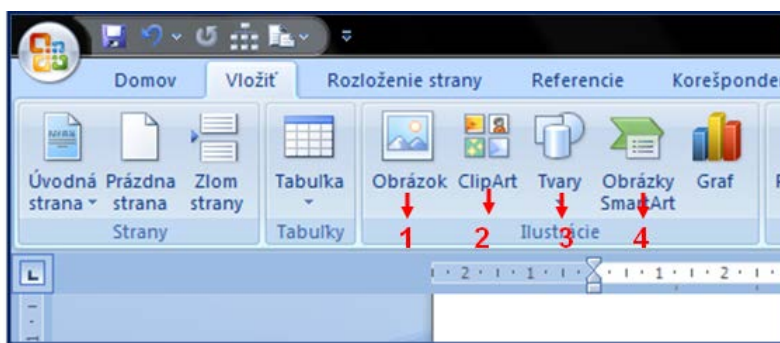 Domov Vložiť Rozloženie strany Referencie Korešponde
Úvodná Prázdna Zlom Tabuľka Obrázok ClipArt Tvary Obrázky Graf
strana strana strany SmartArt
1 2 3 4
Strany Tabuľky Ilustrácie
2 1 1 2
1